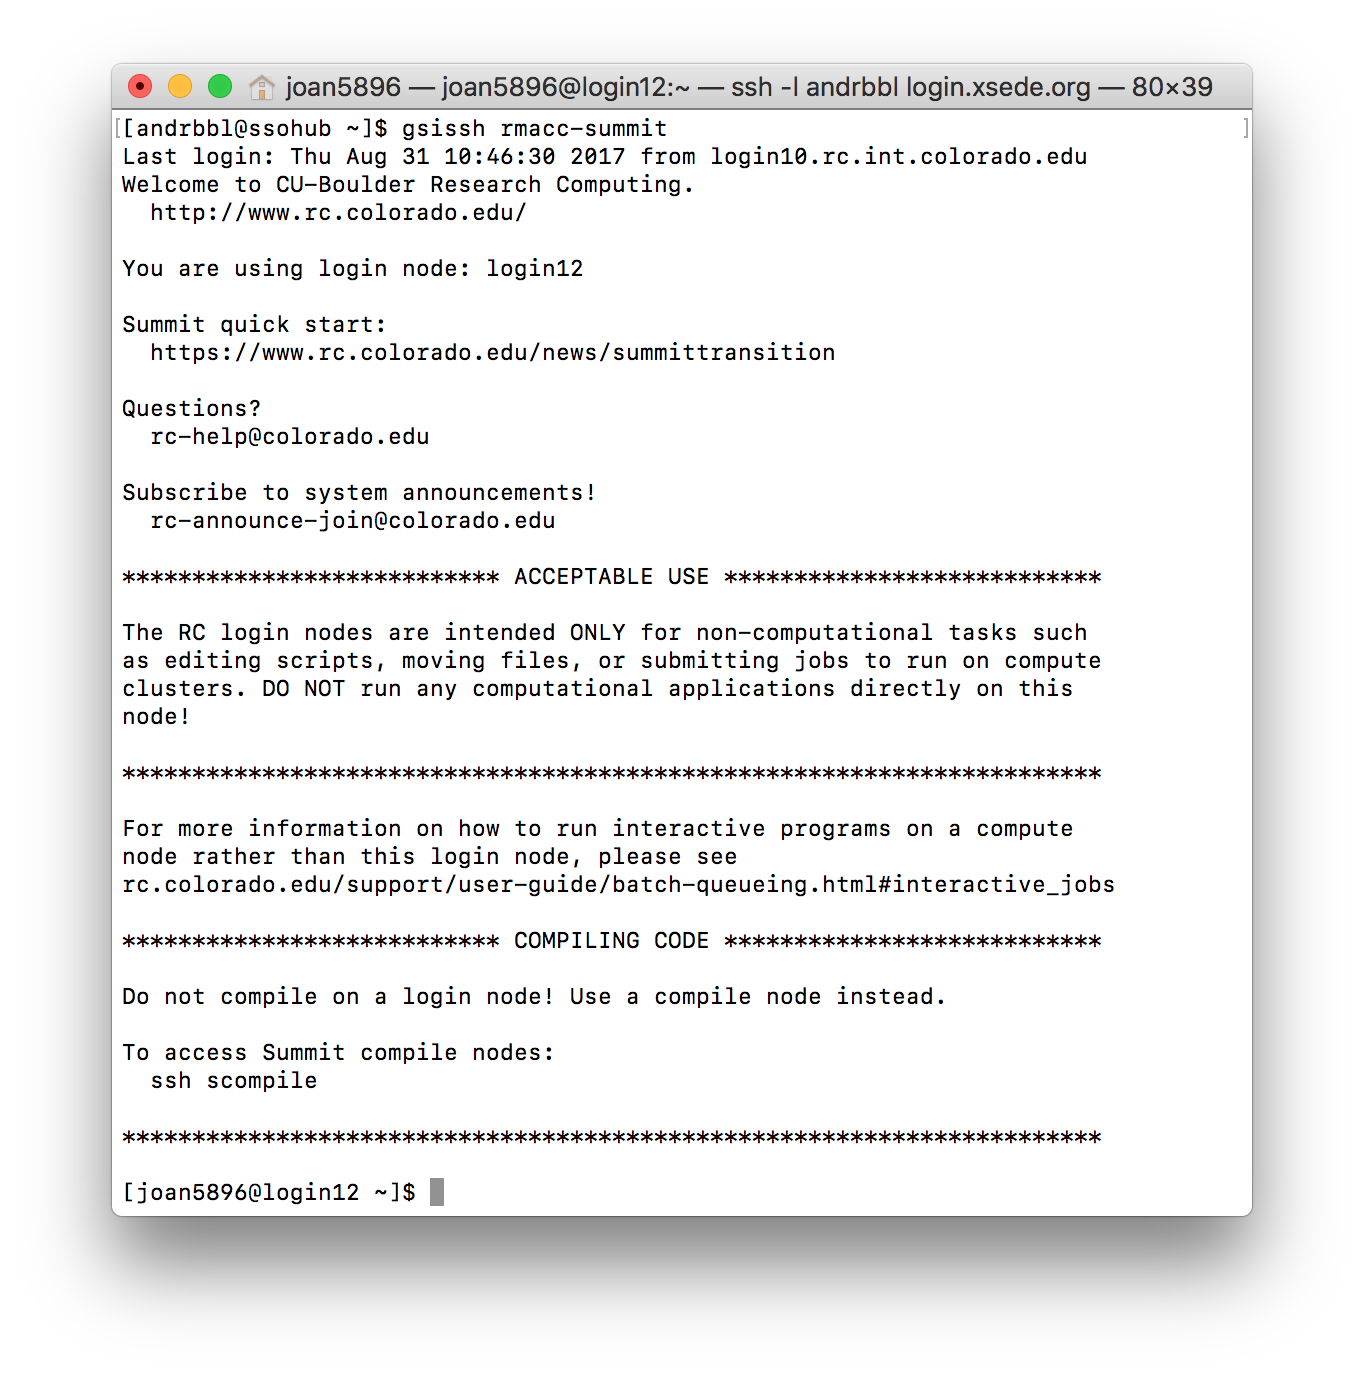 joan5896 — joan5896@login12:~ — ssh -l andrbbl login.xsede.org — 80×39
[[andrbbl@ssohub ~]$ gsissh rmacc-summit ]
Last login: Thu Aug 31 10:46:30 2017 from login10.rc.int.colorado.edu
Welcome to CU-Boulder Research Computing.
http://www.rc.colorado.edu/
You are using login node: login12
Summit quick start:
https://www.rc.colorado.edu/news/summittransition
Questions?
rc-help@colorado.edu
Subscribe to system announcements!
rc-announce-join@colorado.edu
*************************** ACCEPTABLE USE ***************************
The RC login nodes are intended ONLY for non-computational tasks such
as editing scripts, moving files, or submitting jobs to run on compute
clusters. DO NOT run any computational applications directly on this
node!
**********************************************************************
For more information on how to run interactive programs on a compute
node rather than this login node, please see
rc.colorado.edu/support/user-guide/batch-queueing.html#interactive_jobs
*************************** COMPILING CODE ***************************
Do not compile on a login node! Use a compile node instead.
To access Summit compile nodes:
ssh scompile
**********************************************************************
[joan5896@login12 ~]$